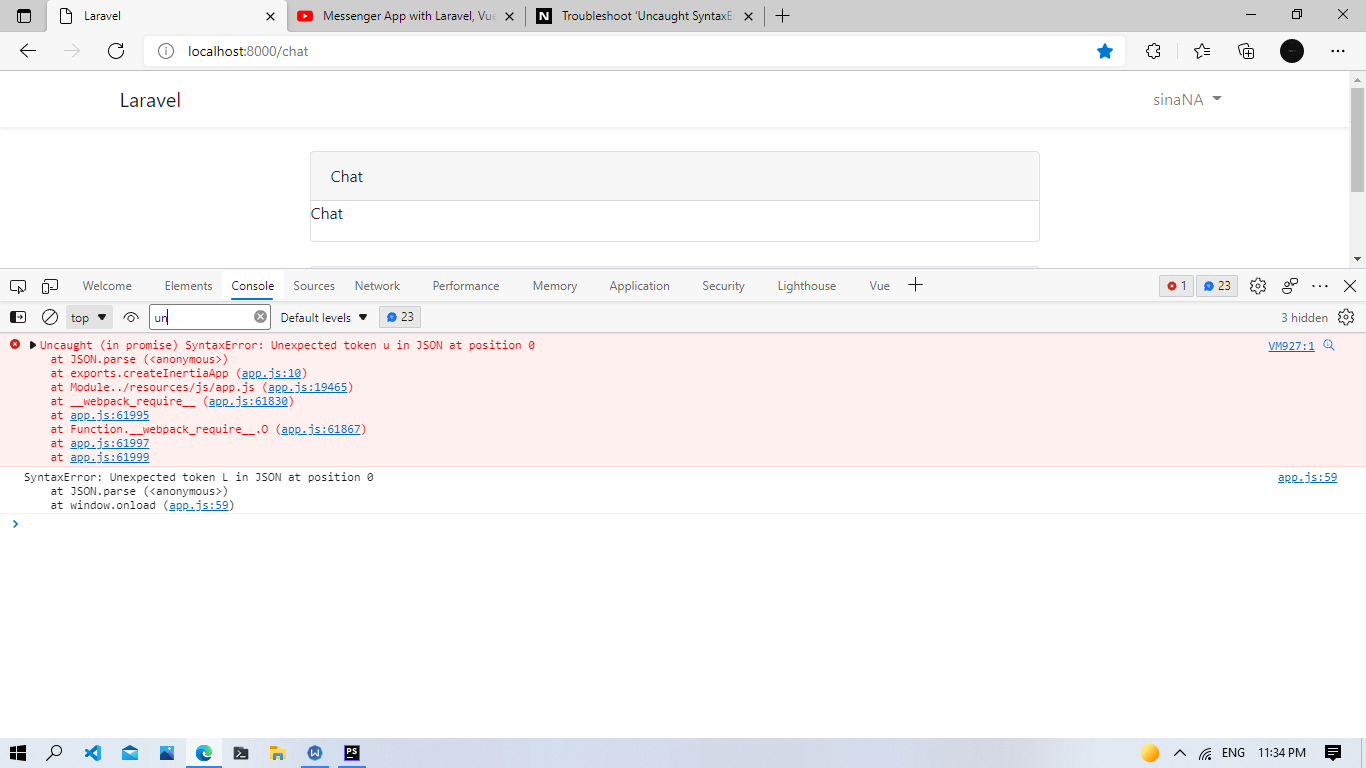 Laravel
Messenger App with Laravel, Vue
Troubleshoot 'Uncaught SyntaxE
localhost:8000/chat
Laravel
sinaNA
Chat
Chat
Welcome Elements Console Sources Network Performance Memory Application Security Lighthouse Vue 1 23
top un Default levels 23 3 hidden
Uncaught (in promise) SyntaxError: Unexpected token u in JSON at position 0 VM927:1
at JSON.parse (<anonymous>)
at exports.createInertiaApp (app.js:10)
at Module../resources/js/app.js (app.js:19465)
at __webpack_require__ (app.js:61830)
at app.js:61995
at Function.__webpack_require__.O (app.js:61867)
at app.js:61997
at app.js:61999
SyntaxError: Unexpected token L in JSON at position 0 app.js:59
at JSON.parse (<anonymous>)
at window.onload (app.js:59)
ENG 11:34 PM